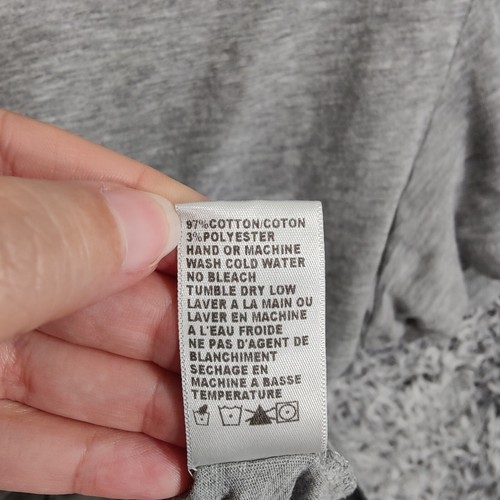 97%COTTON/COTON
3%POLYESTER
HAND OR MACHINE
WASH COLD WATER
NO BLEACH
TUMBLE DRY LOW
LAVER A LA MAIN OU
LAVER EN MACHINE
A L'EAU FROIDE
NE PAS D'AGENT DE
BLANCHIMENT
SECHAGE EN
MACHINE A BASSE
TEMPERATURE